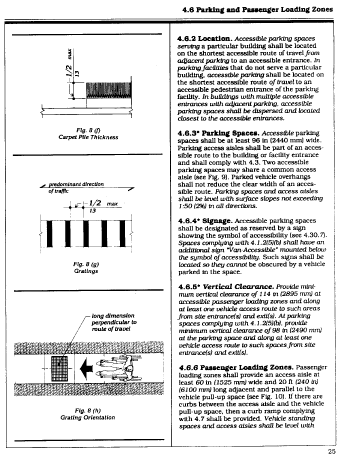 4.6 Parking and Passenger Loading Zones
1/2 max
13
Fig. 8 (f)
Carpet Pile Thickness
predominant direction
of traffic
1/2 max
13
Fig. 8 (g)
Gratings
long dimension
perpendicular to
route of travel
Fig. 8 (h)
Grating Orientation
4.6.2 Location. Accessible parking spaces
serving a particular building shall be located
on the shortest accessible route of travel from
adjacent parking to an accessible entrance. In
parking facilities that do not serve a particular
building, accessible parking shall be located on
the shortest accessible route of travel to an
accessible pedestrian entrance of the parking
facility. In buildings with multiple accessible
entrances with adjacent parking, accessible
parking spaces shall be dispersed and located
closest to the accessible entrances.
4.6.3* Parking Spaces. Accessible parking
spaces shall be at least 96 in (2440 mm) wide.
Parking access aisles shall be part of an acces-
sible route to the building or facility entrance
and shall comply with 4.3. Two accessible
parking spaces may share a common access
aisle (see Fig. 9). Parked vehicle overhangs
shall not reduce the clear width of an acces-
sible route. Parking spaces and access aisles
shall be level with surface slopes not exceeding
1:50 (2%) in all directions.
4.6.4* Signage. Accessible parking spaces
shall be designated as reserved by a sign
showing the symbol of accessibility (see 4.30.7).
Spaces complying with 4.1.2(5)(b) shall have an
additional sign "Van-Accessible" mounted below
the symbol of accessibility. Such signs shall be
located so they cannot be obscured by a vehicle
parked in the space.
4.6.5* Vertical Clearance. Provide mini-
mum vertical clearance of 114 in (2895 mm) at
accessible passenger loading zones and along
at least one vehicle access route to such areas
from site entrance(s) and exit(s). At parking
spaces complying with 4.1.2(5)(b), provide
minimum vertical clearance of 98 in (2490 mm)
at the parking space and along at least one
vehicle access route to such spaces from site
entrance(s) and exit(s).
4.6.6 Passenger Loading Zones. Passenger
loading zones shall provide an access aisle at
least 60 in (1525 mm) wide and 20 ft (240 in)
(6100 mm) long adjacent and parallel to the
vehicle pull-up space (see Fig. 10). If there are
curbs between the access aisle and the vehicle
pull-up space, then a curb ramp complying
with 4.7 shall be provided. Vehicle standing
spaces and access aisles shall be level with
25